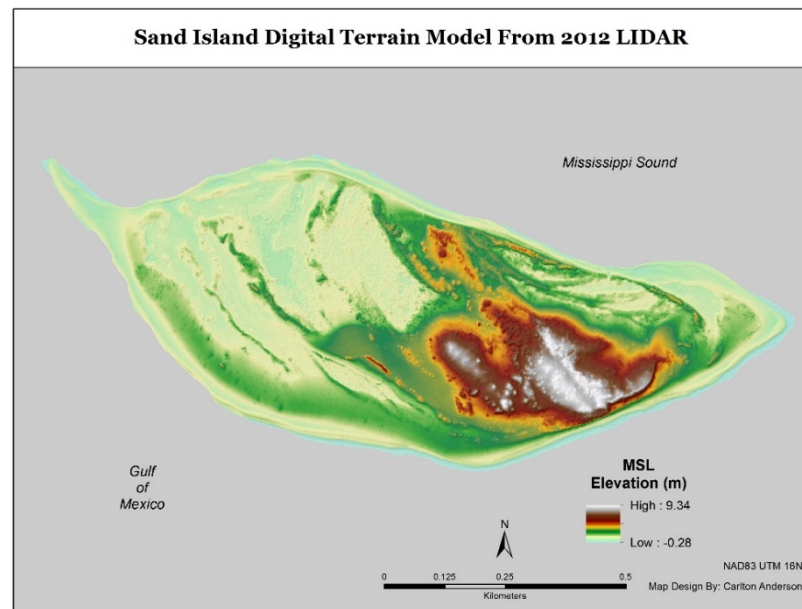 Sand Island Digital Terrain Model From 2012 LIDAR
Mississippi Sound
Gulf
of
Mexico
MSL
Elevation (m)
High : 9.34
Low : -0.28
N
0 0.125 0.25 0.5
Kilometers
NAD83 UTM 16N
Map Design By: Carlton Anderson